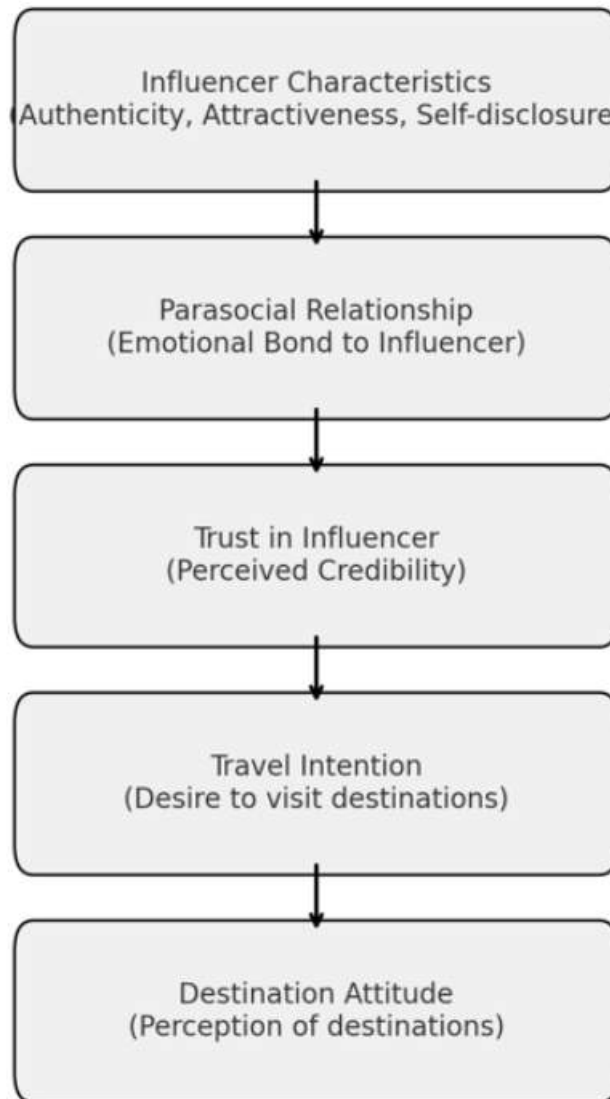 Influencer Characteristics
(Authenticity, Attractiveness, Self-disclosure
Parasocial Relationship
(Emotional Bond to Influencer)
Trust in Influencer
(Perceived Credibility)
Travel Intention
(Desire to visit destinations)
Destination Attitude
(Perception of destinations)